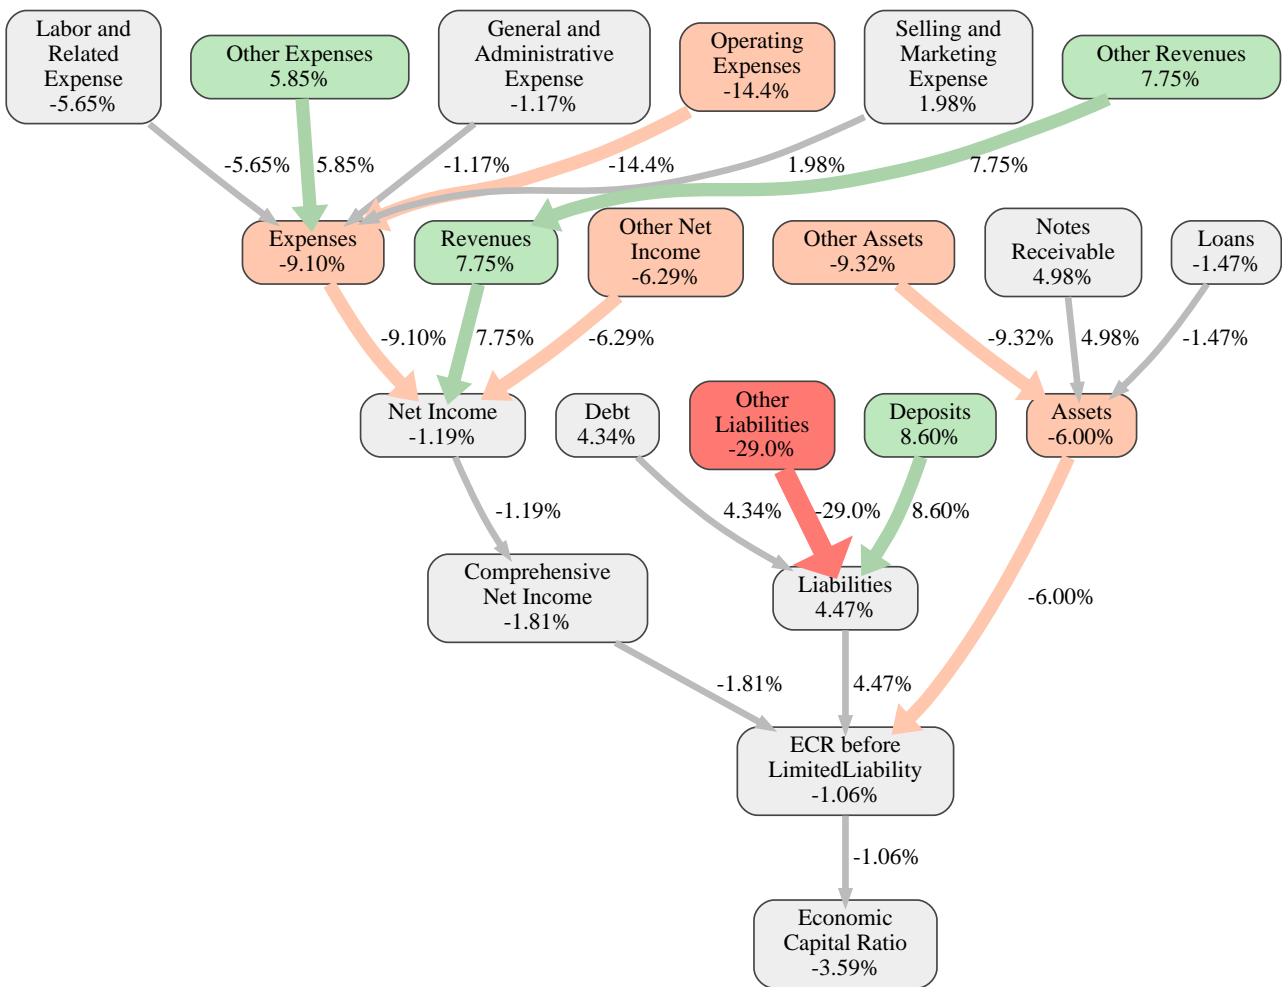 Labor and
Related
Expense
-5.65%
Other Expenses
5.85%
General and
Administrative
Expense
-1.17%
Operating
Expenses
-14.4%
Selling and
Marketing
Expense
1.98%
Other Revenues
7.75%
-5.65%
5.85%
-1.17%
-14.4%
1.98%
7.75%
Expenses
-9.10%
Revenues
7.75%
Other Net
Income
-6.29%
Other Assets
-9.32%
Notes
Receivable
4.98%
Loans
-1.47%
-9.10%
7.75%
-6.29%
-9.32%
4.98%
-1.47%
Net Income
-1.19%
Debt
4.34%
Other
Liabilities
-29.0%
Deposits
8.60%
Assets
-6.00%
-1.19%
4.34%
-29.0%
8.60%
Comprehensive
Net Income
-1.81%
Liabilities
4.47%
-6.00%
-1.81%
4.47%
ECR before
LimitedLiability
-1.06%
-1.06%
Economic
Capital Ratio
-3.59%